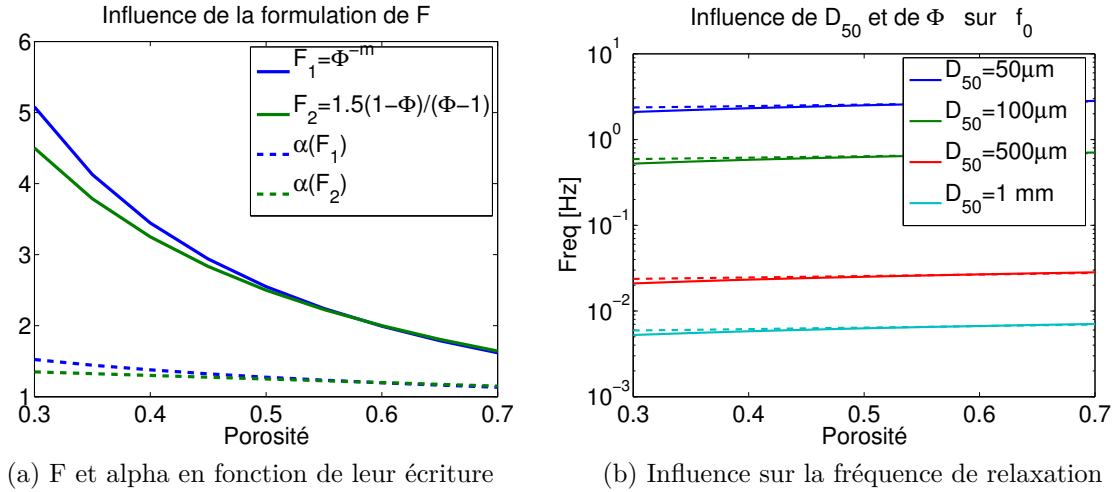 Influence de la formulation de F
6
5
4
3
2
1
0.3 0.4 0.5 0.6 0.7
Porosité
F₁=Φ⁻ᵐ
F₂=1.5(1−Φ)/(Φ−1)
α(F₁)
α(F₂)
(a) F et alpha en fonction de leur écriture
Influence de D₅₀ et de Φ sur f₀
Freq [Hz]
10¹
10⁰
10⁻¹
10⁻²
10⁻³
0.3 0.4 0.5 0.6 0.7
Porosité
D₅₀=50µm
D₅₀=100µm
D₅₀=500µm
D₅₀=1 mm
(b) Influence sur la fréquence de relaxation